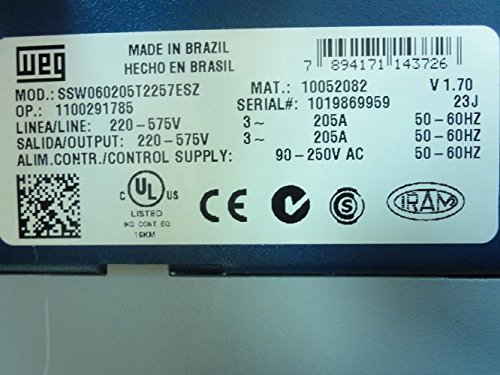 weg
MADE IN BRAZIL
HECHO EN BRASIL
7 894171 143726
MOD.: SSW060205T2257ESZ
MAT.: 10052082
V 1.70
OP.: 1100291785
SERIAL#: 1019869959
23J
LINEA/LINE: 220-575V 3~ 205A 50-60HZ
SALIDA/OUTPUT: 220-575V 3~ 205A 50-60HZ
ALIM.CONTR./CONTROL SUPPLY: 90-250V AC 50-60HZ
C UL US
LISTED
IND. CONT. EQ.
16KM
CE
N
S
IRAM